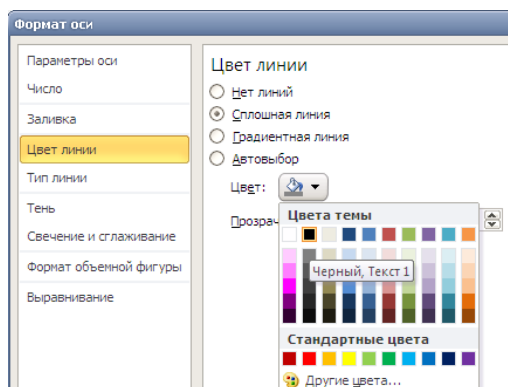 Формат оси
Параметры оси
Число
Заливка
Цвет линии
Тип линии
Тень
Свечение и сглаживание
Формат объемной фигуры
Выравнивание
Цвет линии
Нет линий
Сплошная линия
Градиентная линия
Автовыбор
Цвет:
Прозрач
Цвета темы
Черный, Текст 1
Стандартные цвета
Другие цвета...